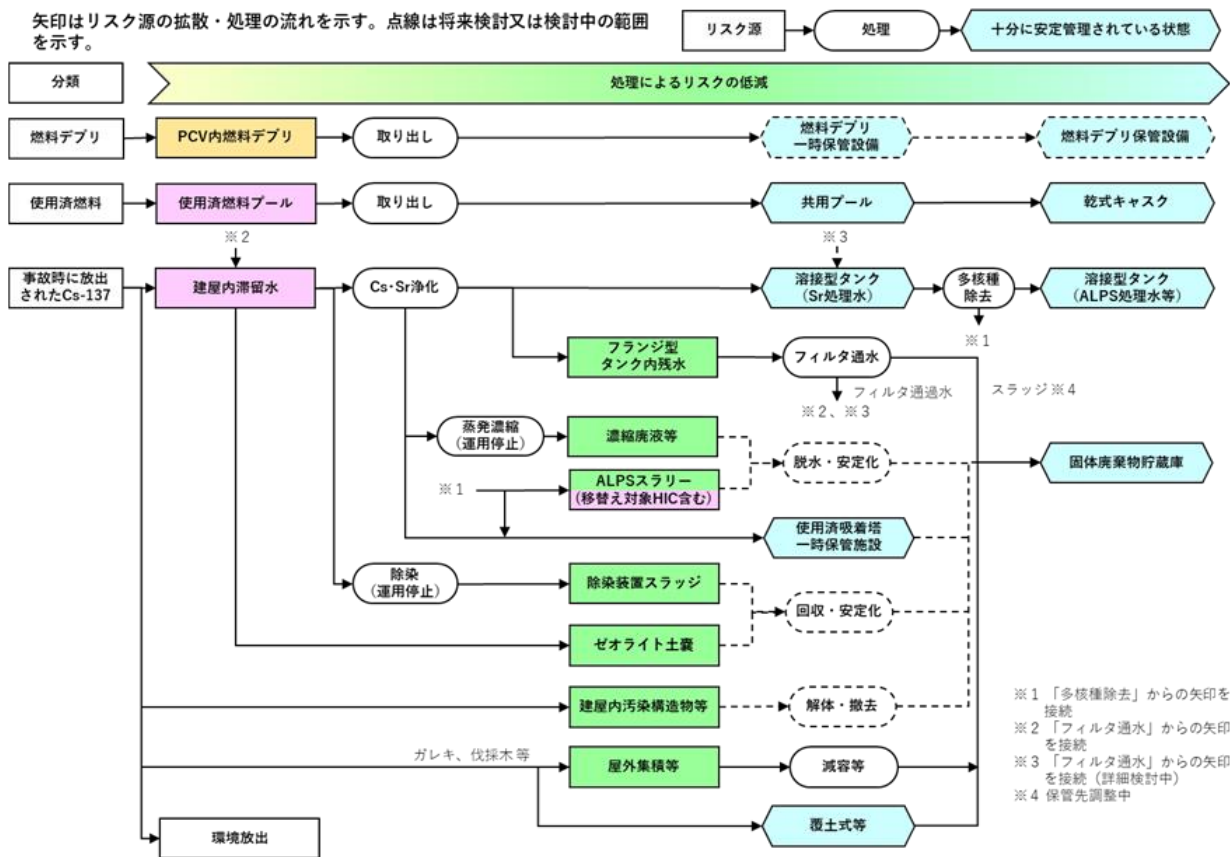 矢印はリスク源の拡散・処理の流れを示す。点線は将来検討又は検討中の範囲
を示す。
リスク源
処理
十分に安定管理されている状態
分類
処理によるリスクの低減
燃料デブリ
PCV内燃料デブリ
取り出し
燃料デブリ
一時保管設備
燃料デブリ保管設備
使用済燃料
使用済燃料プール
取り出し
共用プール
乾式キャスク
※2
※3
事故時に放出
されたCs-137
建屋内滞留水
Cs・Sr浄化
溶接型タンク
(Sr処理水)
多核種
除去
溶接型タンク
(ALPS処理水等)
※1
フランジ型
タンク内残水
フィルタ通水
フィルタ通過水
スラッジ※4
※2、※3
蒸発濃縮
(運用停止)
濃縮廃液等
脱水・安定化
固体廃棄物貯蔵庫
※1
ALPSスラリー
(移替え対象HIC含む)
使用済吸着塔
一時保管施設
除染
(運用停止)
除染装置スラッジ
回収・安定化
ゼオライト土嚢
建屋内汚染構造物等
解体・撤去
ガレキ、伐採木等
屋外集積等
減容等
覆土式等
環境放出
※1 「多核種除去」からの矢印を
接続
※2 「フィルタ通水」からの矢印
を接続
※3 「フィルタ通水」からの矢印
を接続（詳細検討中）
※4 保管先調整中